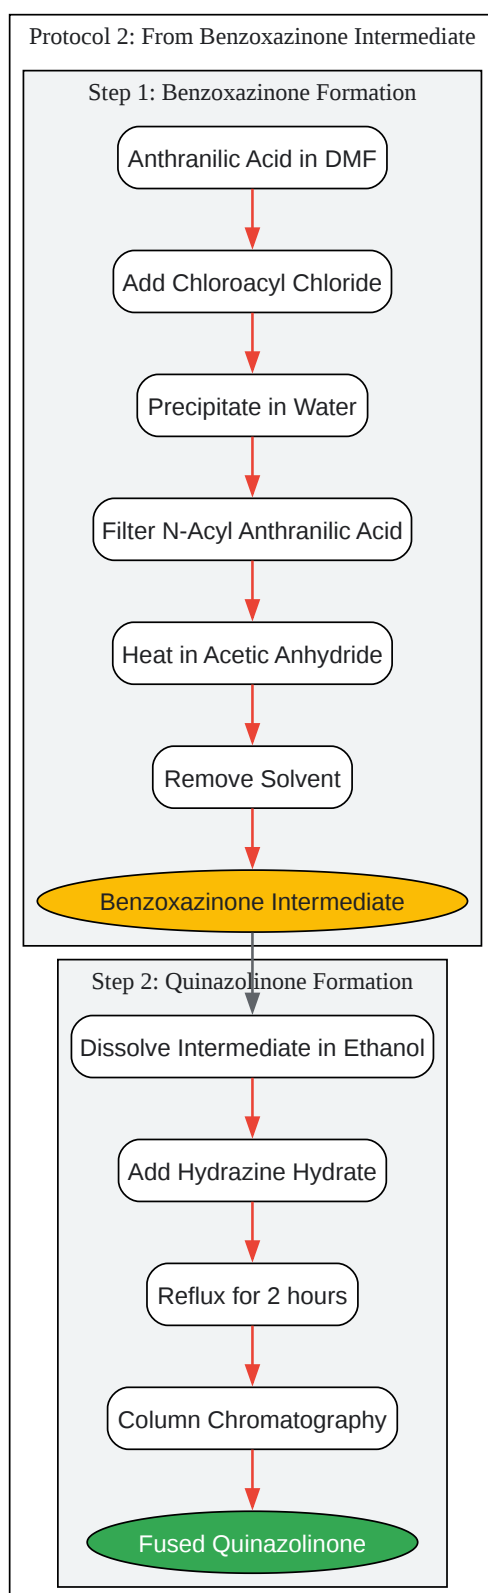 Protocol 2: From Benzoxazinone Intermediate
Step 1: Benzoxazinone Formation
Anthranilic Acid in DMF
Add Chloroacyl Chloride
Precipitate in Water
Filter N-Acyl Anthranilic Acid
Heat in Acetic Anhydride
Remove Solvent
Benzoxazinone Intermediate
Step 2: Quinazolinone Formation
Dissolve Intermediate in Ethanol
Add Hydrazine Hydrate
Reflux for 2 hours
Column Chromatography
Fused Quinazolinone